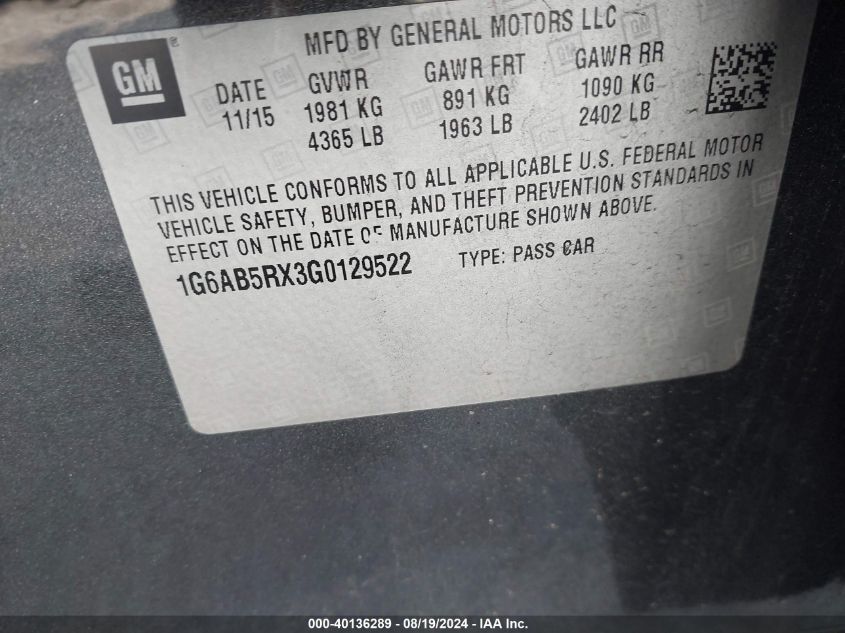 GM ®
MFD BY GENERAL MOTORS LLC
DATE GVWR GAWR FRT GAWR RR
11/15 1981 KG 891 KG 1090 KG
4365 LB 1963 LB 2402 LB
THIS VEHICLE CONFORMS TO ALL APPLICABLE U.S. FEDERAL MOTOR
VEHICLE SAFETY, BUMPER, AND THEFT PREVENTION STANDARDS IN
EFFECT ON THE DATE OF MANUFACTURE SHOWN ABOVE.
1G6AB5RX3G0129522 TYPE: PASS CAR
000-40136289 - 08/19/2024 - IAA Inc.